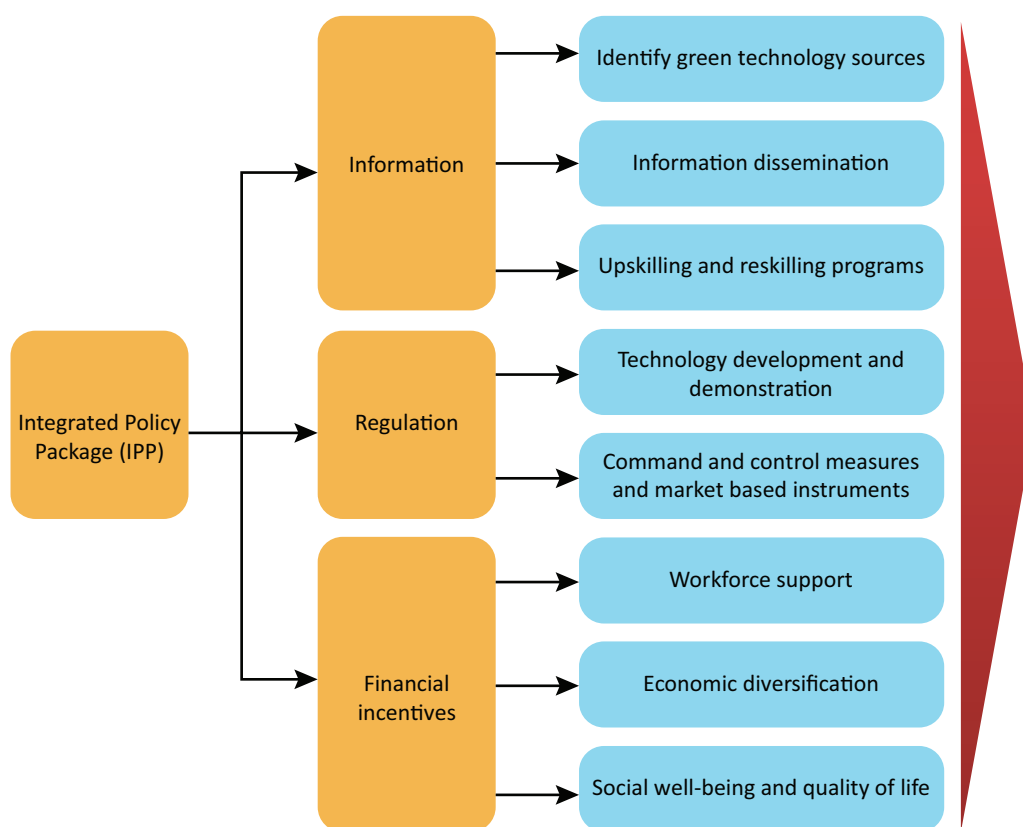 Integrated Policy
Package (IPP)
Information
Identify green technology sources
Information dissemination
Upskilling and reskilling programs
Regulation
Technology development and
demonstration
Command and control measures
and market based instruments
Financial
incentives
Workforce support
Economic diversification
Social well-being and quality of life